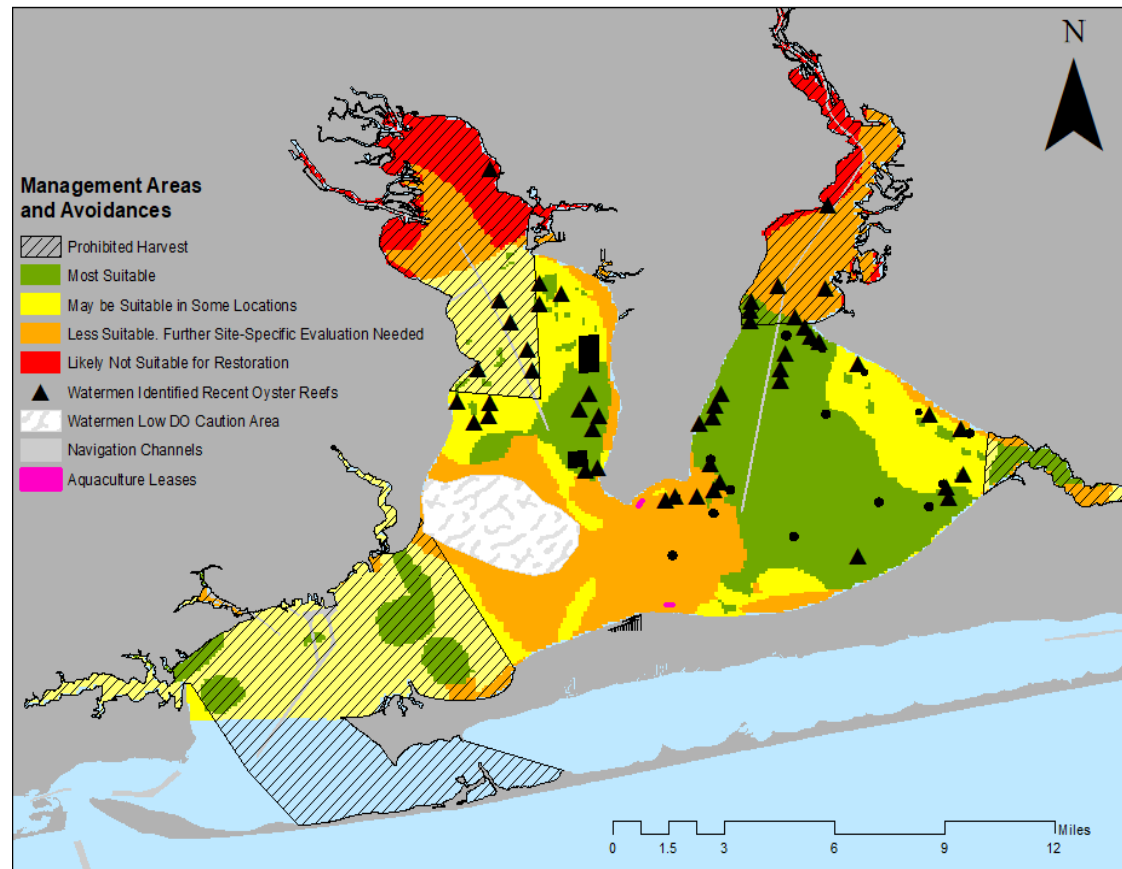 N
Management Areas
and Avoidances
Prohibited Harvest
Most Suitable
May be Suitable in Some Locations
Less Suitable. Further Site-Specific Evaluation Needed
Likely Not Suitable for Restoration
Watermen Identified Recent Oyster Reefs
Watermen Low DO Caution Area
Navigation Channels
Aquaculture Leases
Miles
0 1.5 3 6 9 12